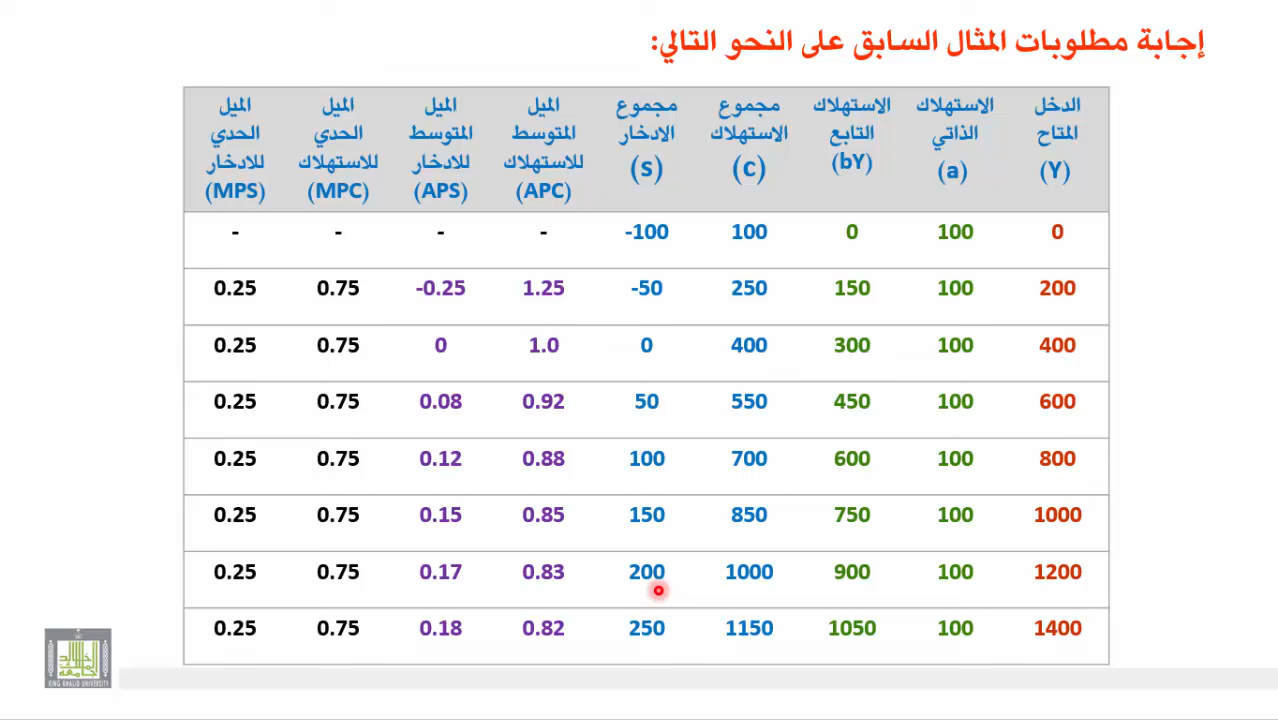 إجابة مطلوبات المثال السابق على النحو التالي:
الدخل المتاح (Y) الاستهلاك الذاتي (a) الاستهلاك التابع (bY) مجموع الاستهلاك (c) مجموع الادخار (s) الميل المتوسط للاستهلاك (APC) الميل المتوسط للادخار (APS) الميل الحدي للاستهلاك (MPC) الميل الحدي للادخار (MPS)
0 100 0 100 -100 - - - -
200 100 150 250 -50 1.25 -0.25 0.75 0.25
400 100 300 400 0 1.0 0 0.75 0.25
600 100 450 550 50 0.92 0.08 0.75 0.25
800 100 600 700 100 0.88 0.12 0.75 0.25
1000 100 750 850 150 0.85 0.15 0.75 0.25
1200 100 900 1000 200 0.83 0.17 0.75 0.25
1400 100 1050 1150 250 0.82 0.18 0.75 0.25
KING KHALID UNIVERSITY